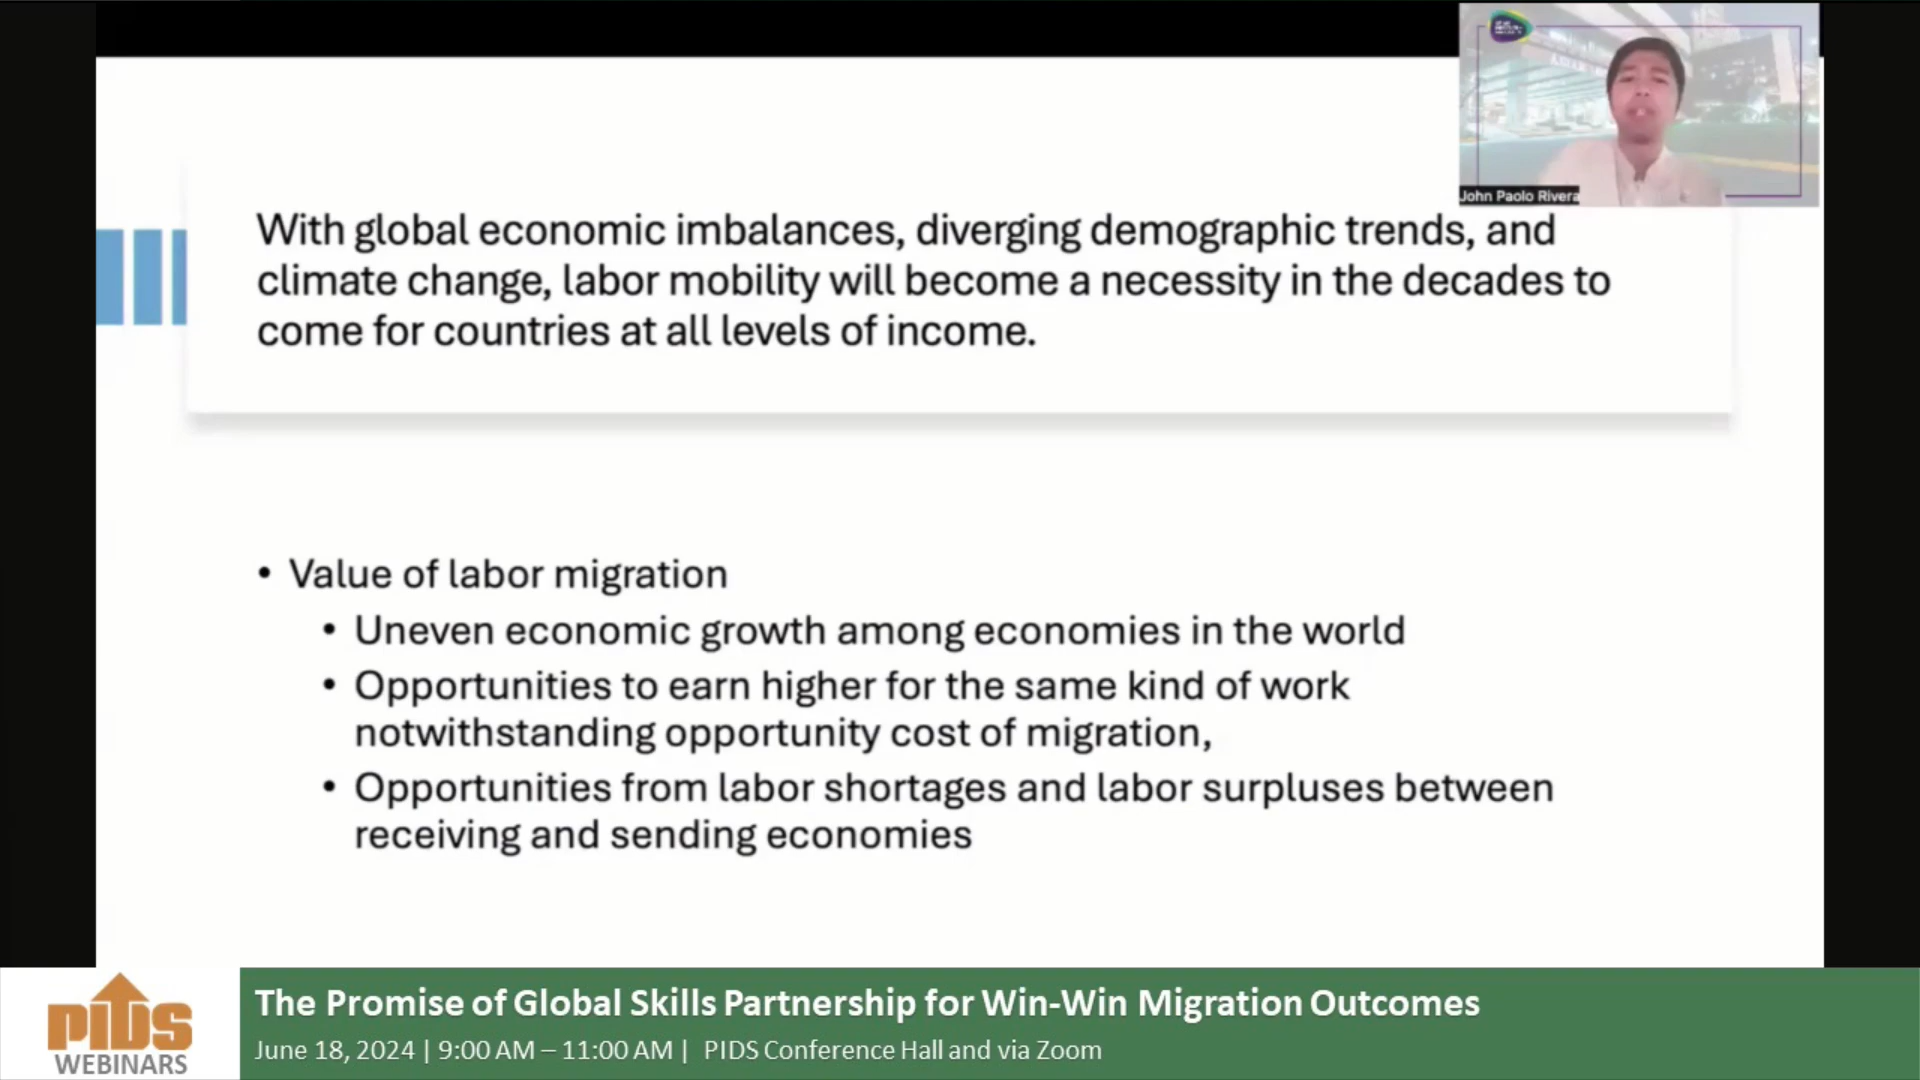 John Paolo Rivera
With global economic imbalances, diverging demographic trends, and
climate change, labor mobility will become a necessity in the decades to
come for countries at all levels of income.
• Value of labor migration
• Uneven economic growth among economies in the world
• Opportunities to earn higher for the same kind of work
notwithstanding opportunity cost of migration,
• Opportunities from labor shortages and labor surpluses between
receiving and sending economies
PIDS
WEBINARS
The Promise of Global Skills Partnership for Win-Win Migration Outcomes
June 18, 2024 | 9:00 AM – 11:00 AM | PIDS Conference Hall and via Zoom